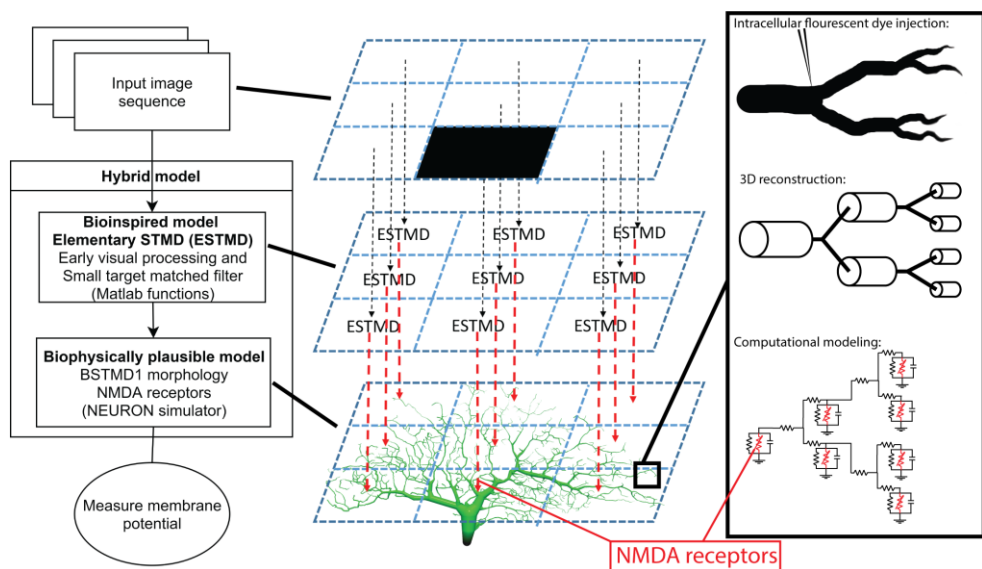 Input image
sequence
Hybrid model
Bioinspired model
Elementary STMD (ESTMD)
Early visual processing and
Small target matched filter
(Matlab functions)
Biophysically plausible model
BSTMD1 morphology
NMDA receptors
(NEURON simulator)
Measure membrane
potential
ESTMD
ESTMD
ESTMD
ESTMD
ESTMD
ESTMD
ESTMD
ESTMD
ESTMD
NMDA receptors
Intracellular flourescent dye injection:
3D reconstruction:
Computational modeling: